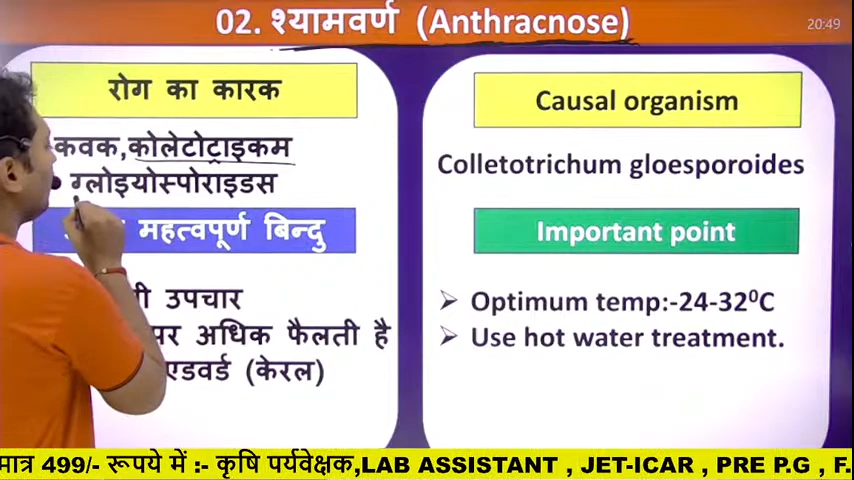 02. श्यामवर्ण (Anthracnose)
20:49
रोग का कारक
कवक,कोलेटोट्राइकम
ग्लोइयोस्पोराइडस
महत्वपूर्ण बिन्दु
उपचार
पर अधिक फैलती है
एडवर्ड (केरल)
Causal organism
Colletotrichum gloesporoides
Important point
➢ Optimum temp:-24-32⁰C
➢ Use hot water treatment.
मात्र 499/- रूपये में :- कृषि पर्यवेक्षक,LAB ASSISTANT , JET-ICAR , PRE P.G , F.